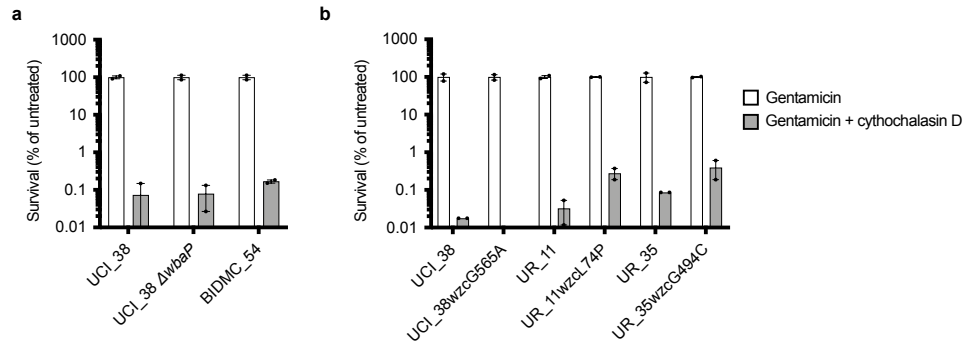 a
Survival (% of untreated)
1000
100
10
1
0.1
0.01
UCI_38
UCI_38 ΔwbaP
BIDMC_54
b
Survival (% of untreated)
1000
100
10
1
0.1
0.01
UCI_38
UCI_38wzcG565A
UR_11
UR_11wzcL74P
UR_35
UR_35wzcG494C
Gentamicin
Gentamicin + cythochalasin D